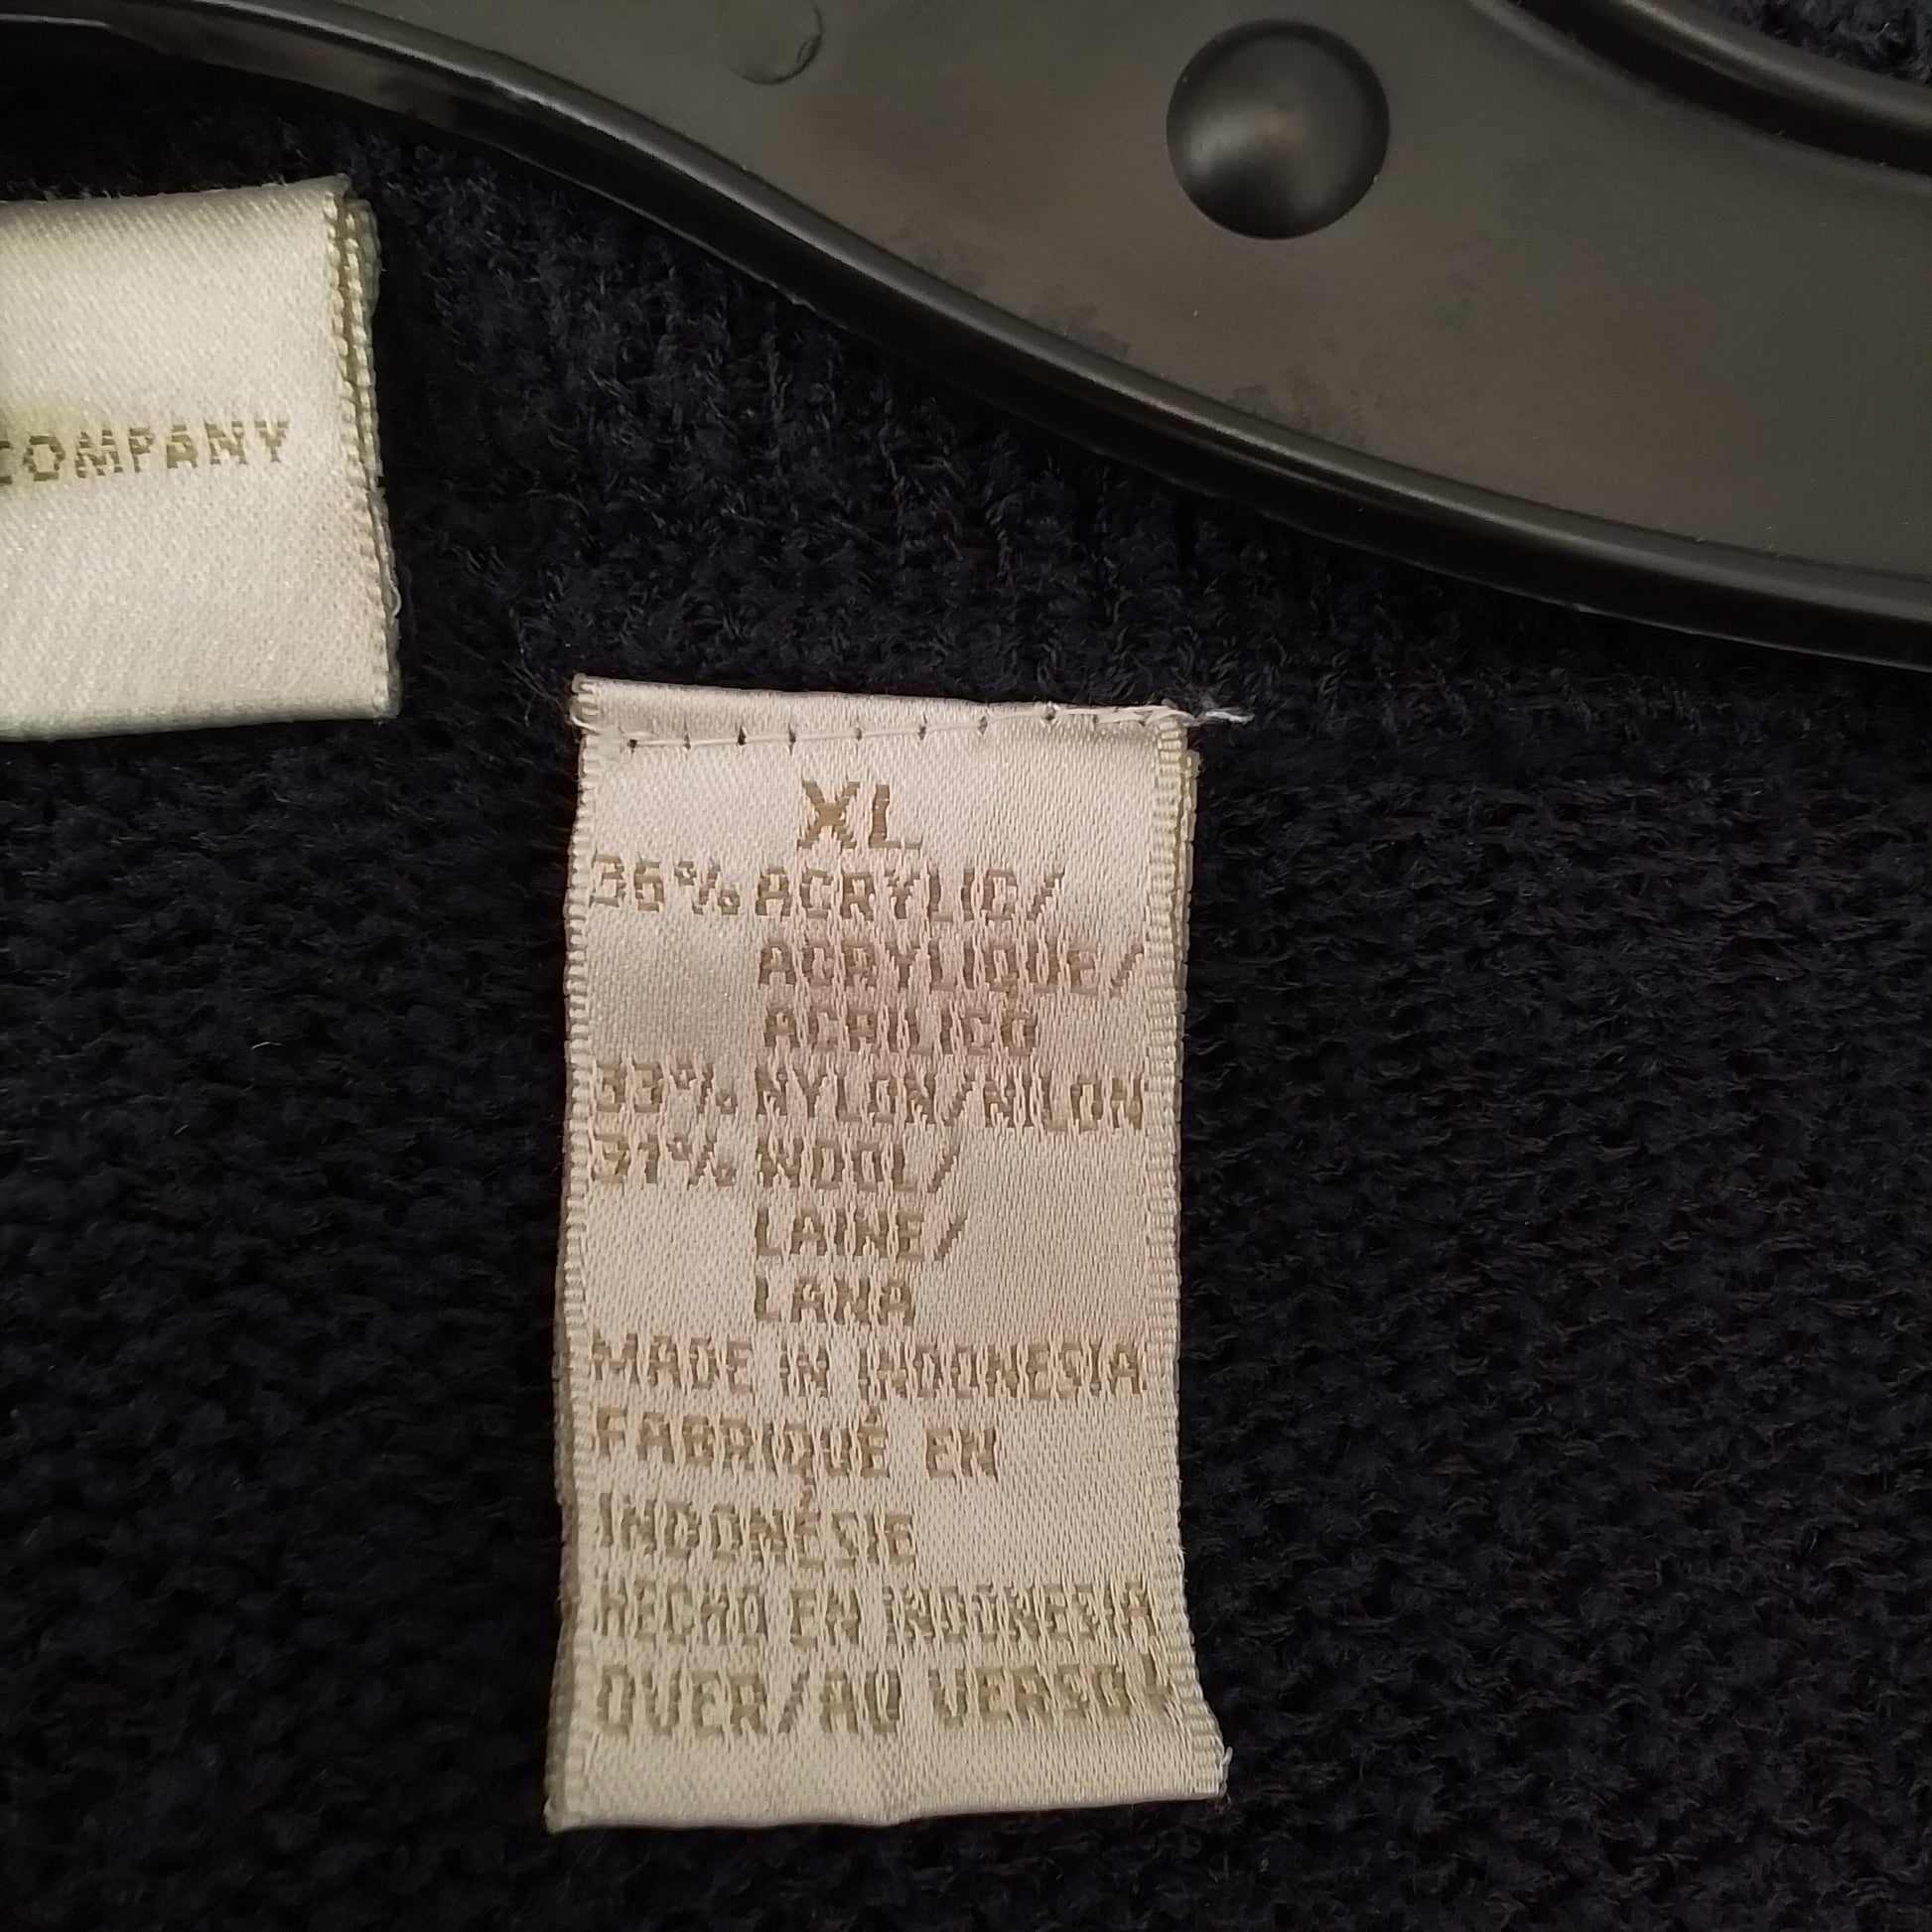 COMPANY
XL
36% ACRYLIC/
ACRYLIQUE/
ACRILICO
33% NYLON/NILON
31% WOOL/
LAINE/
LANA
MADE IN INDONESIA
FABRIQUÉ EN
INDONÉSIE
HECHO EN INDONESIA
OVER/AU VERSO/